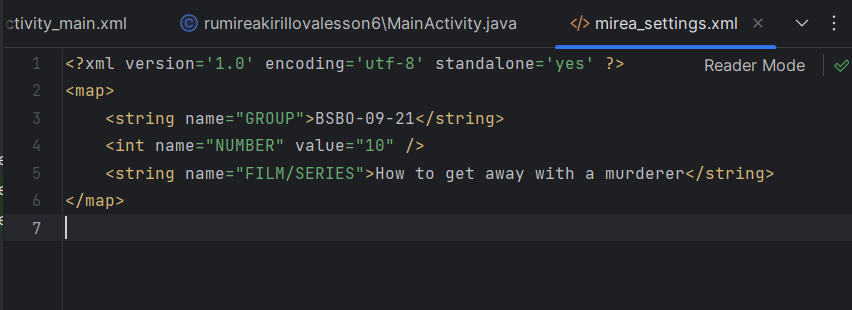 ctivity_main.xml rumireakirillovalesson6\MainActivity.java mirea_settings.xml
Reader Mode
1 <?xml version='1.0' encoding='utf-8' standalone='yes' ?>
2 <map>
3 <string name="GROUP">BSBO-09-21</string>
4 <int name="NUMBER" value="10" />
5 <string name="FILM/SERIES">How to get away with a murderer</string>
6 </map>
7